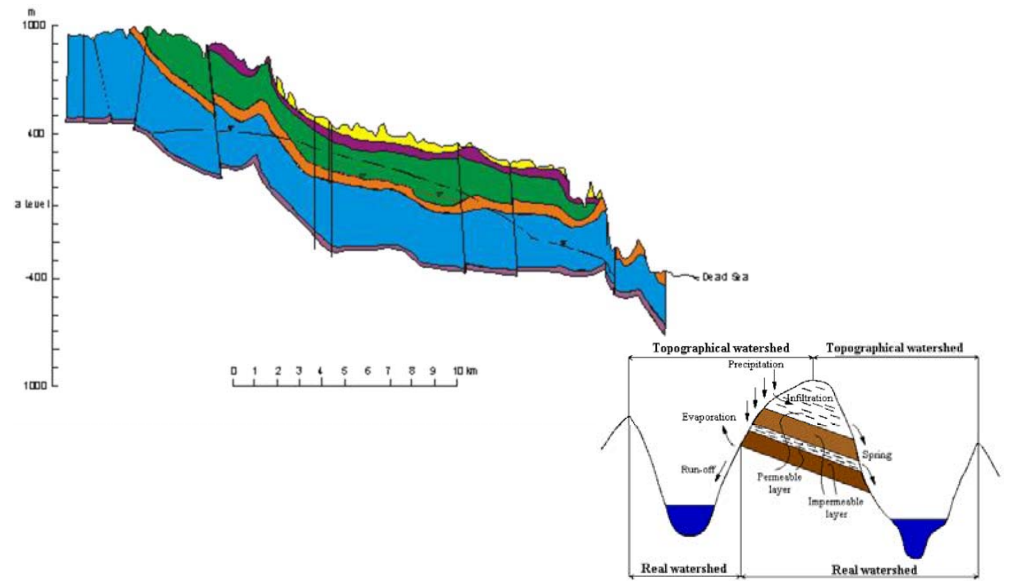 m
1000
400
a level
-400
Dead Sea
1000
0 1 2 3 4 5 6 7 8 9 10 km
Topographical watershed Topographical watershed
Precipitation
Infiltration
Evaporation
Spring
Run-off
Permeable
layer
Impermeable
layer
Real watershed Real watershed